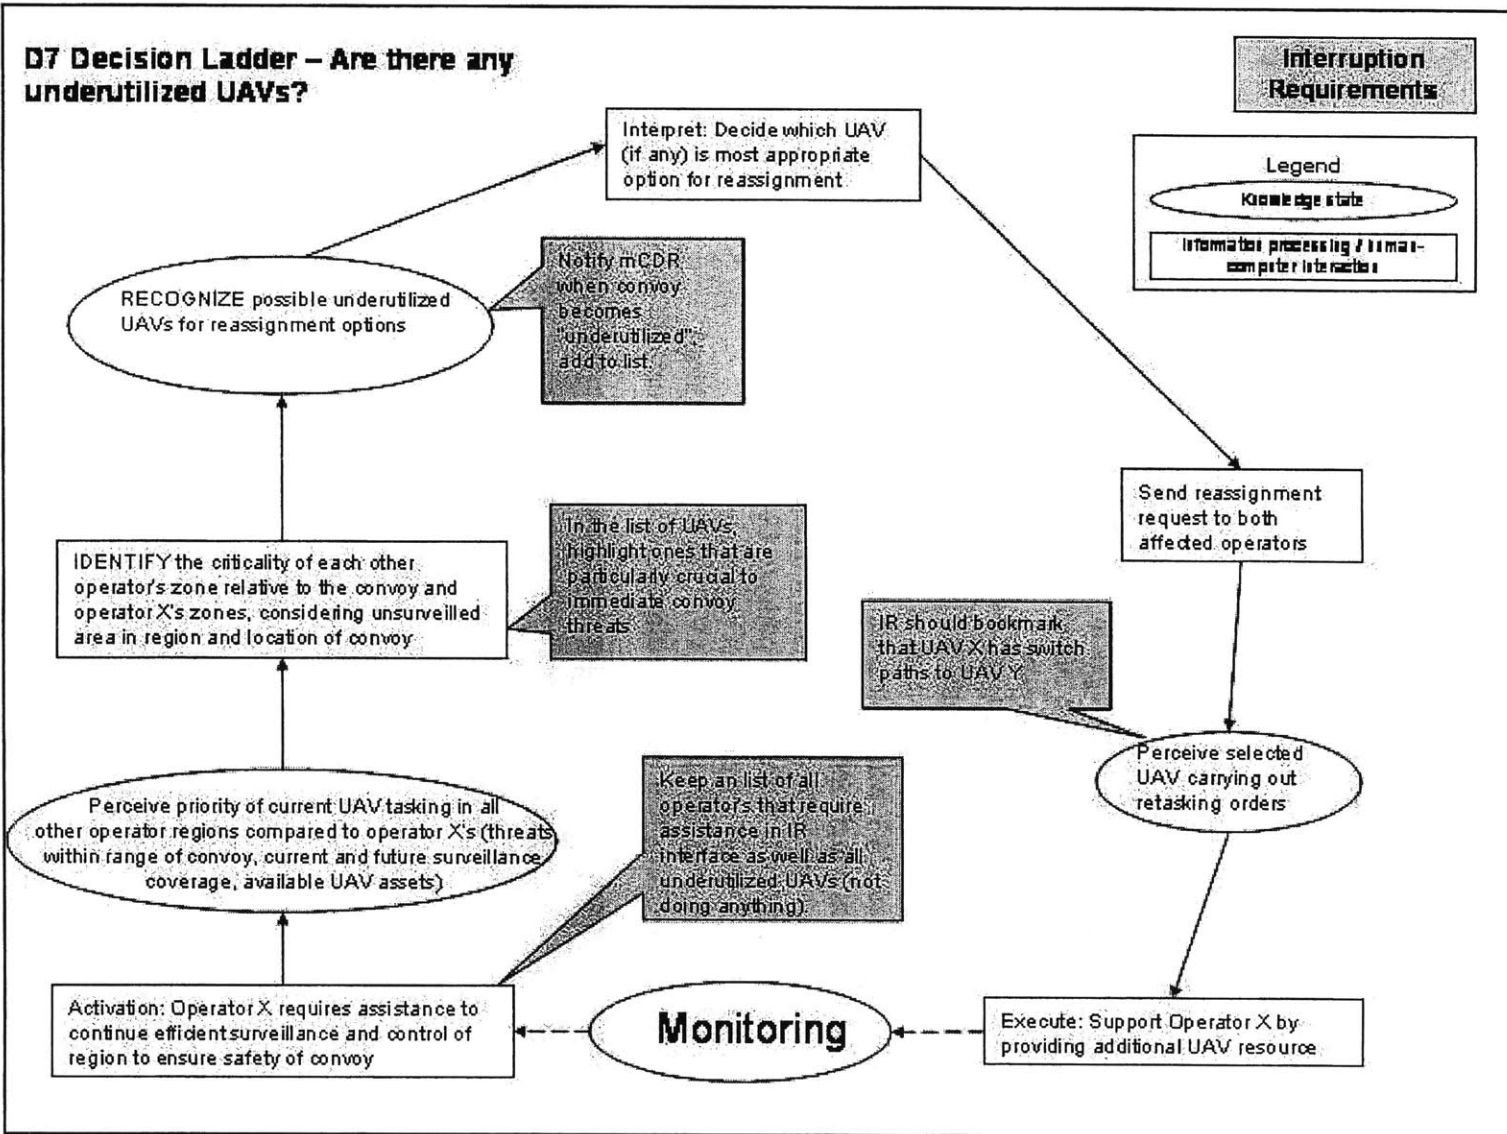 D7 Decision Ladder – Are there any
underutilized UAVs?
Interruption
Requirements
Legend
Knowledge state
Information processing / human-
computer interaction
Interpret: Decide which UAV
(if any) is most appropriate
option for reassignment
Notify mCDR
when convoy
becomes
"underutilized",
add to list.
RECOGNIZE possible underutilized
UAVs for reassignment options
Send reassignment
request to both
affected operators
In the list of UAVs,
highlight ones that are
particularly crucial to
immediate convoy
threats
IDENTIFY the criticality of each other
operator's zone relative to the convoy and
operator X's zones, considering unsurveilled
area in region and location of convoy
IR should bookmark
that UAV X has switch
paths to UAV Y
Perceive selected
UAV carrying out
retasking orders
Keep an list of all
operators that require
assistance in IR
interface as well as all
underutilized UAVs (not
doing anything).
Perceive priority of current UAV tasking in all
other operator regions compared to operator X's (threats
within range of convoy, current and future surveillance
coverage, available UAV assets)
Activation: Operator X requires assistance to
continue efficient surveillance and control of
region to ensure safety of convoy
Monitoring
Execute: Support Operator X by
providing additional UAV resource